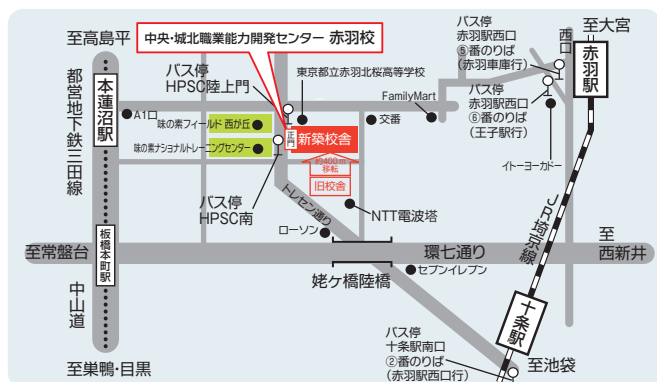 中央・城北職業能力開発センター 赤羽校
至高島平
本蓮沼駅
都営地下鉄三田線
A1口
バス停
HPSC陸上門
味の素フィールド 西が丘
味の素ナショナルトレーニングセンター
バス停
HPSC南
東京都立赤羽北桜高等学校
正門
新築校舎
約400m
移転
旧校舎
交番
FamilyMart
バス停
赤羽駅西口
⑤番のりば
(赤羽車庫行)
バス停
赤羽駅西口
⑥番のりば
(王子駅行)
西口
至大宮
赤羽駅
イトーヨーカドー
JR埼京線
トレセン通り
ローソン
NTT電波塔
至常盤台
板橋本町駅
環七通り
至
西新井
姥ヶ橋陸橋
セブンイレブン
中山道
至巣鴨・目黒
十条駅
バス停
十条駅南口
②番のりば
(赤羽駅西口行)
至池袋